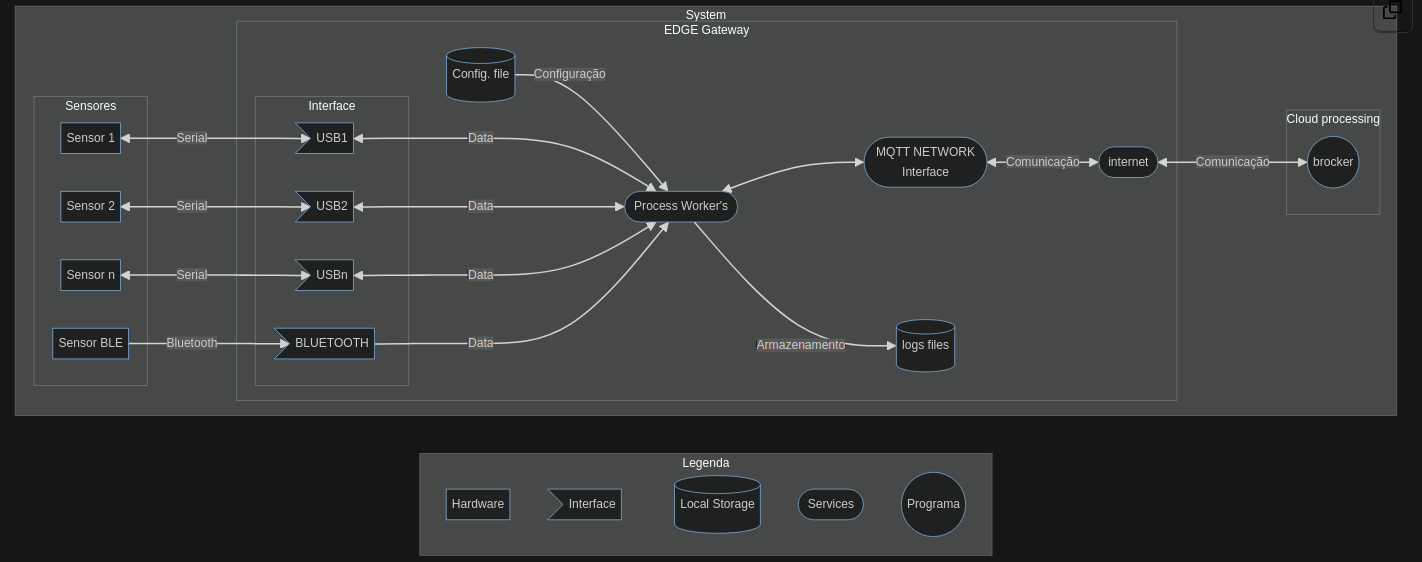 System
EDGE Gateway
Config. file
Configuração
Sensores
Interface
Cloud processing
Sensor 1
Serial
USB1
Data
MQTT NETWORK
Interface
Comunicação
internet
Comunicação
brocker
Sensor 2
Serial
USB2
Data
Process Worker's
Sensor n
Serial
USBn
Data
Sensor BLE
Bluetooth
BLUETOOTH
Data
Armazenamento
logs files
Legenda
Hardware
Interface
Local Storage
Services
Programa